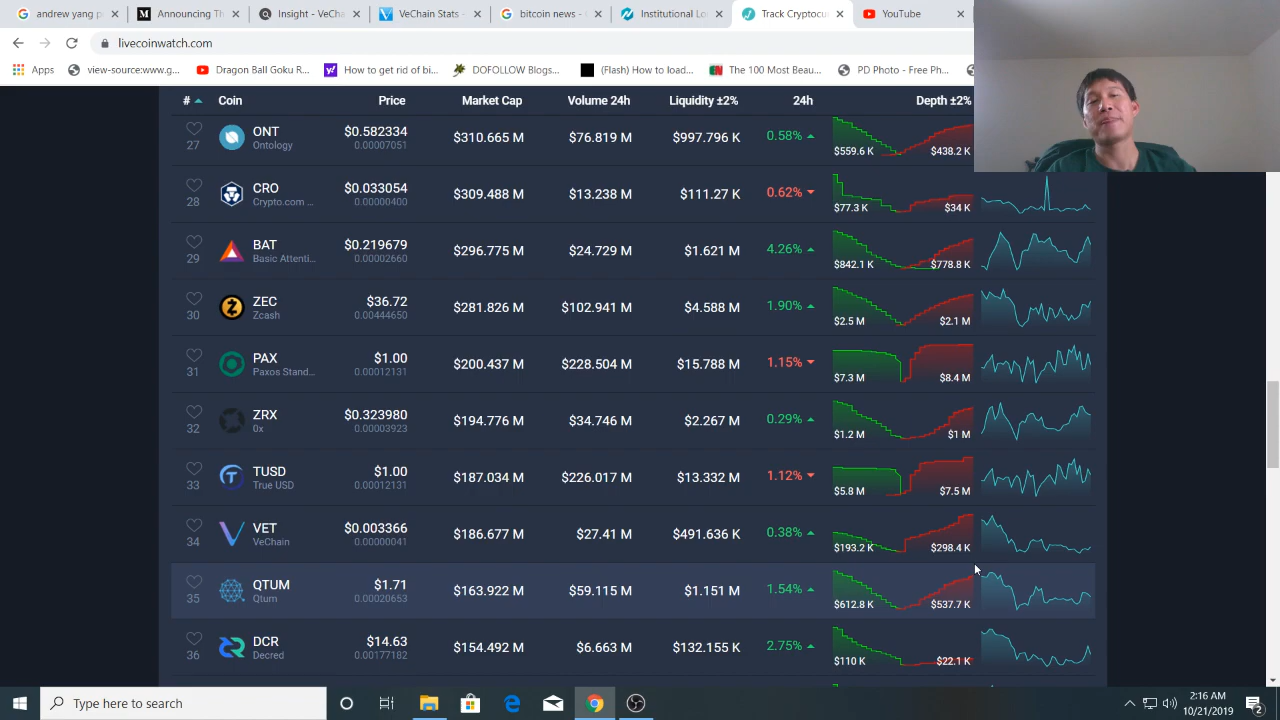 andrew yang p
Announcing Th
Insight - VeCha
VeChain Stats -
bitcoin news - G
Institutional Lo
Track Cryptocu
YouTube
livecoinwatch.com
Apps
view-source:www.g...
Dragon Ball Goku R...
How to get rid of bi...
DOFOLLOW Blogs...
(Flash) How to load...
The 100 Most Beau...
PD Photo - Free Ph...
# Coin Price Market Cap Volume 24h Liquidity ±2% 24h Depth ±2%
ONT $0.582334 $310.665 M $76.819 M $997.796 K 0.58%
27 Ontology 0.00007051 $559.6 K $438.2 K
CRO $0.033054 $309.488 M $13.238 M $111.27 K 0.62%
28 Crypto.com ... 0.00000400 $77.3 K $34 K
BAT $0.219679 $296.775 M $24.729 M $1.621 M 4.26%
29 Basic Attenti... 0.00002660 $842.1 K $778.8 K
ZEC $36.72 $281.826 M $102.941 M $4.588 M 1.90%
30 Zcash 0.00444650 $2.5 M $2.1 M
PAX $1.00 $200.437 M $228.504 M $15.788 M 1.15%
31 Paxos Stand... 0.00012131 $7.3 M $8.4 M
ZRX $0.323980 $194.776 M $34.746 M $2.267 M 0.29%
32 0x 0.00003923 $1.2 M $1 M
TUSD $1.00 $187.034 M $226.017 M $13.332 M 1.12%
33 True USD 0.00012131 $5.8 M $7.5 M
VET $0.003366 $186.677 M $27.41 M $491.636 K 0.38%
34 VeChain 0.00000041 $193.2 K $298.4 K
QTUM $1.71 $163.922 M $59.115 M $1.151 M 1.54%
35 Qtum 0.00020653 $612.8 K $537.7 K
DCR $14.63 $154.492 M $6.663 M $132.155 K 2.75%
36 Decred 0.00177182 $110 K $22.1 K
Type here to search
2:16 AM
10/21/2019
2